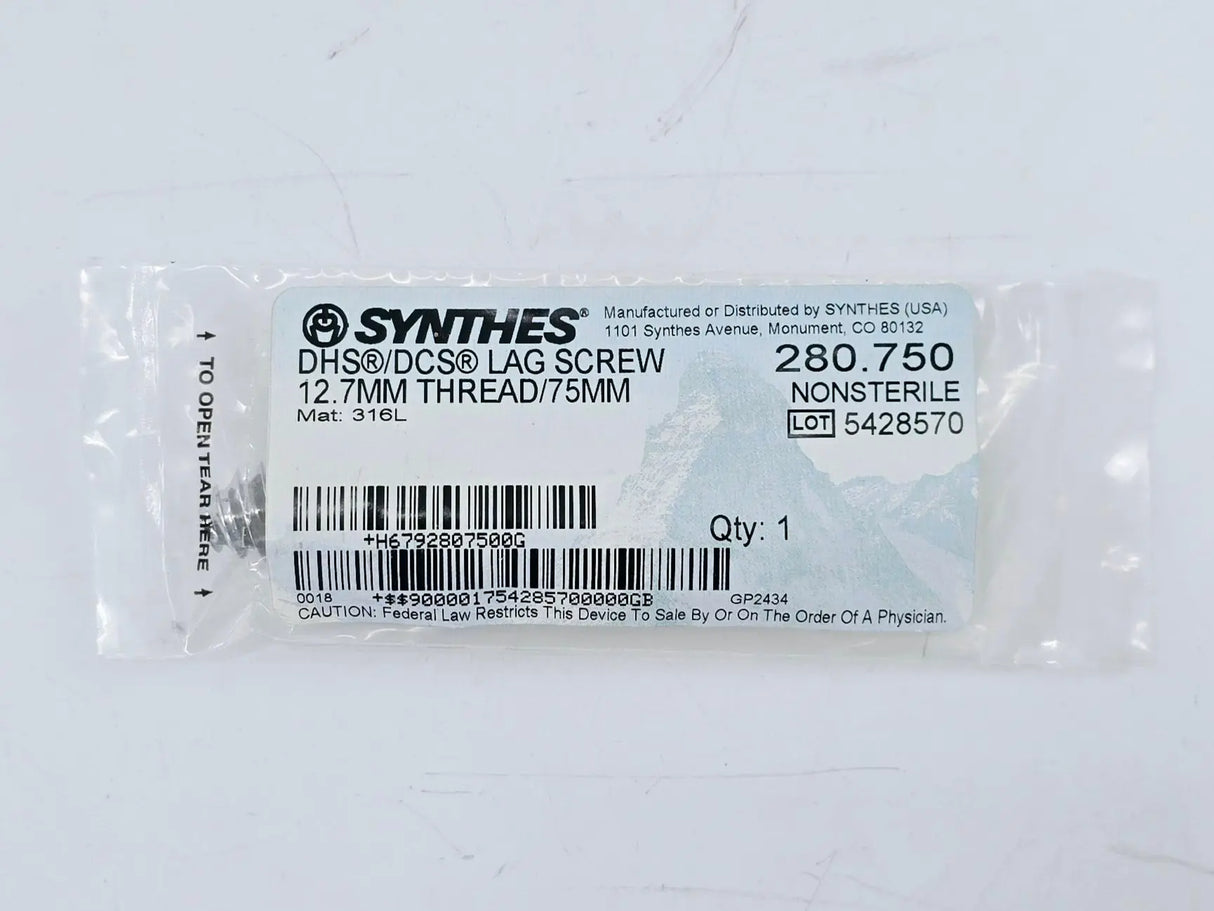 SYNTHES®
Manufactured or Distributed by SYNTHES (USA)
1101 Synthes Avenue, Monument, CO 80132
DHS®/DCS® LAG SCREW
12.7MM THREAD/75MM
Mat: 316L
280.750
NONSTERILE
LOT 5428570
TO OPEN TEAR HERE
Qty: 1
+H6792807500G
0018 +$$900001754285700000GB GP2434
CAUTION: Federal Law Restricts This Device To Sale By Or On The Order Of A Physician.